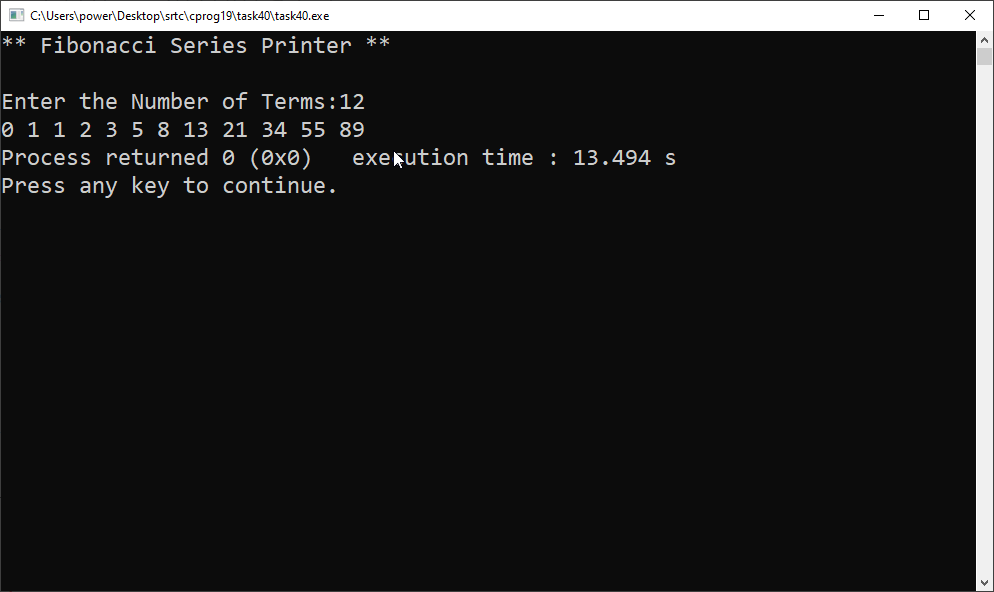 C:\Users\power\Desktop\srtc\cprog19\task40\task40.exe
** Fibonacci Series Printer **
Enter the Number of Terms:12
0 1 1 2 3 5 8 13 21 34 55 89
Process returned 0 (0x0)   execution time : 13.494 s
Press any key to continue.